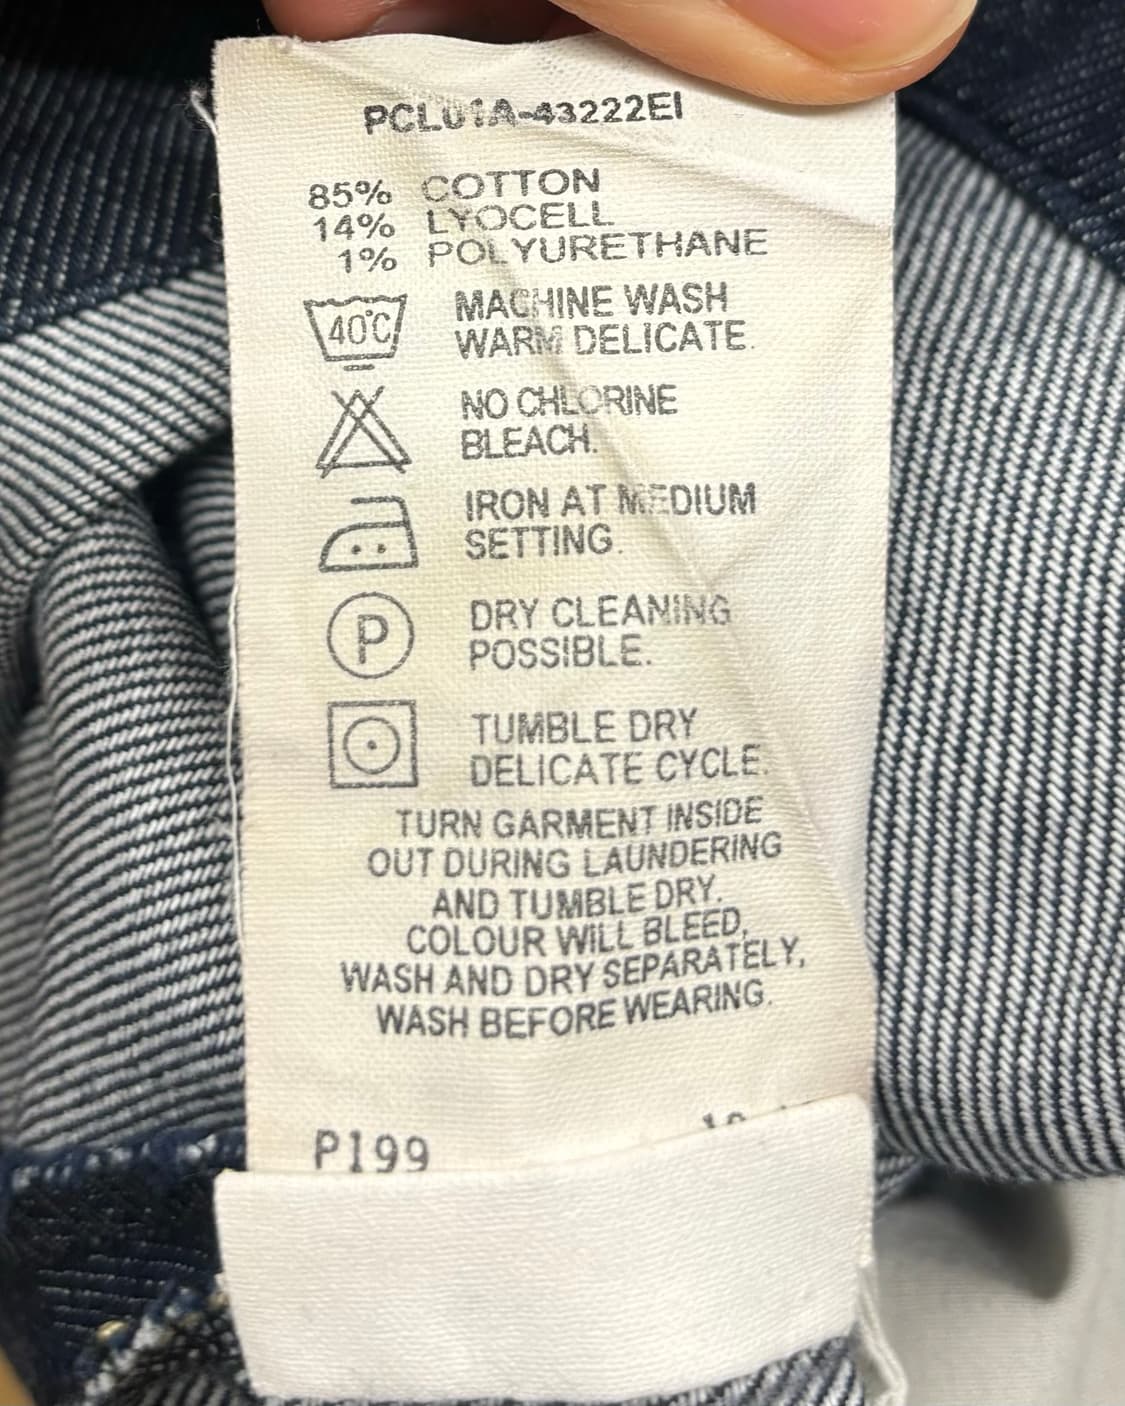 PCL01A-43222EI
85% COTTON
14% LYOCELL
1% POLYURETHANE
40°C MACHINE WASH
WARM DELICATE.
NO CHLORINE
BLEACH.
IRON AT MEDIUM
SETTING.
P DRY CLEANING
POSSIBLE.
TUMBLE DRY
DELICATE CYCLE.
TURN GARMENT INSIDE
OUT DURING LAUNDERING
AND TUMBLE DRY.
COLOUR WILL BLEED,
WASH AND DRY SEPARATELY,
WASH BEFORE WEARING.
P199